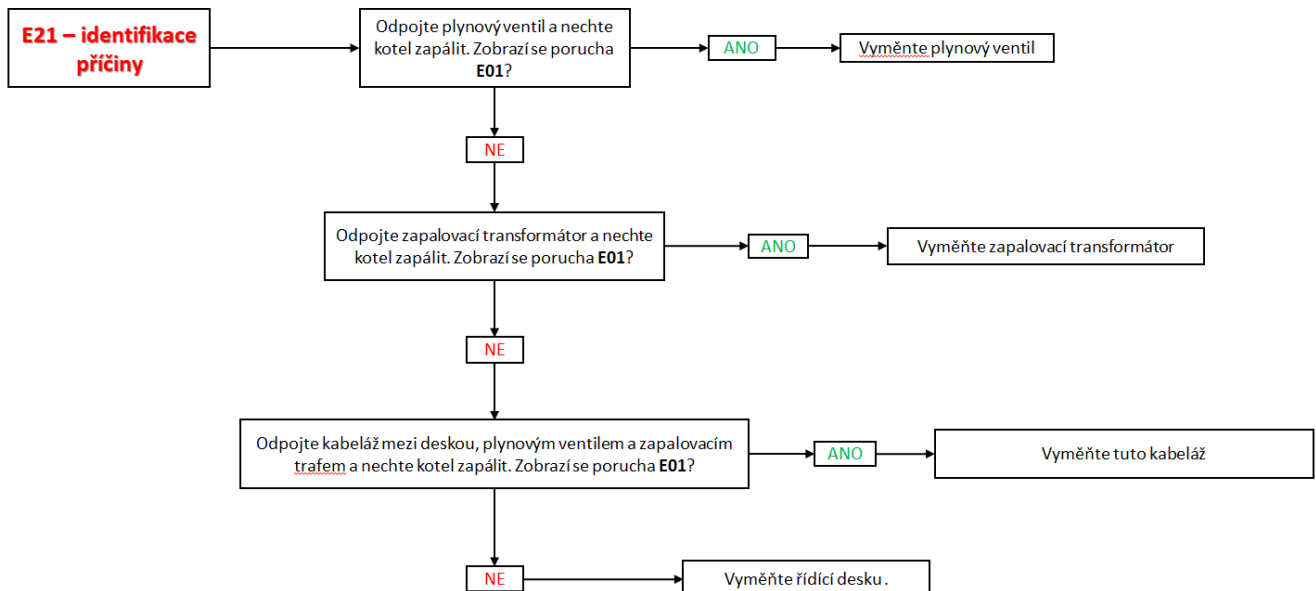 E21 – identifikace
příčiny
Odpojte plynový ventil a nechte
kotel zapálit. Zobrazí se porucha
E01?
ANO
Vyměnte plynový ventil
NE
Odpojte zapalovací transformátor a nechte
kotel zapálit. Zobrazí se porucha E01?
ANO
Vyměňte zapalovací transformátor
NE
Odpojte kabeláž mezi deskou, plynovým ventilem a zapalovacím
trafem a nechte kotel zapálit. Zobrazí se porucha E01?
ANO
Vyměňte tuto kabeláž
NE
Vyměňte řídící desku .